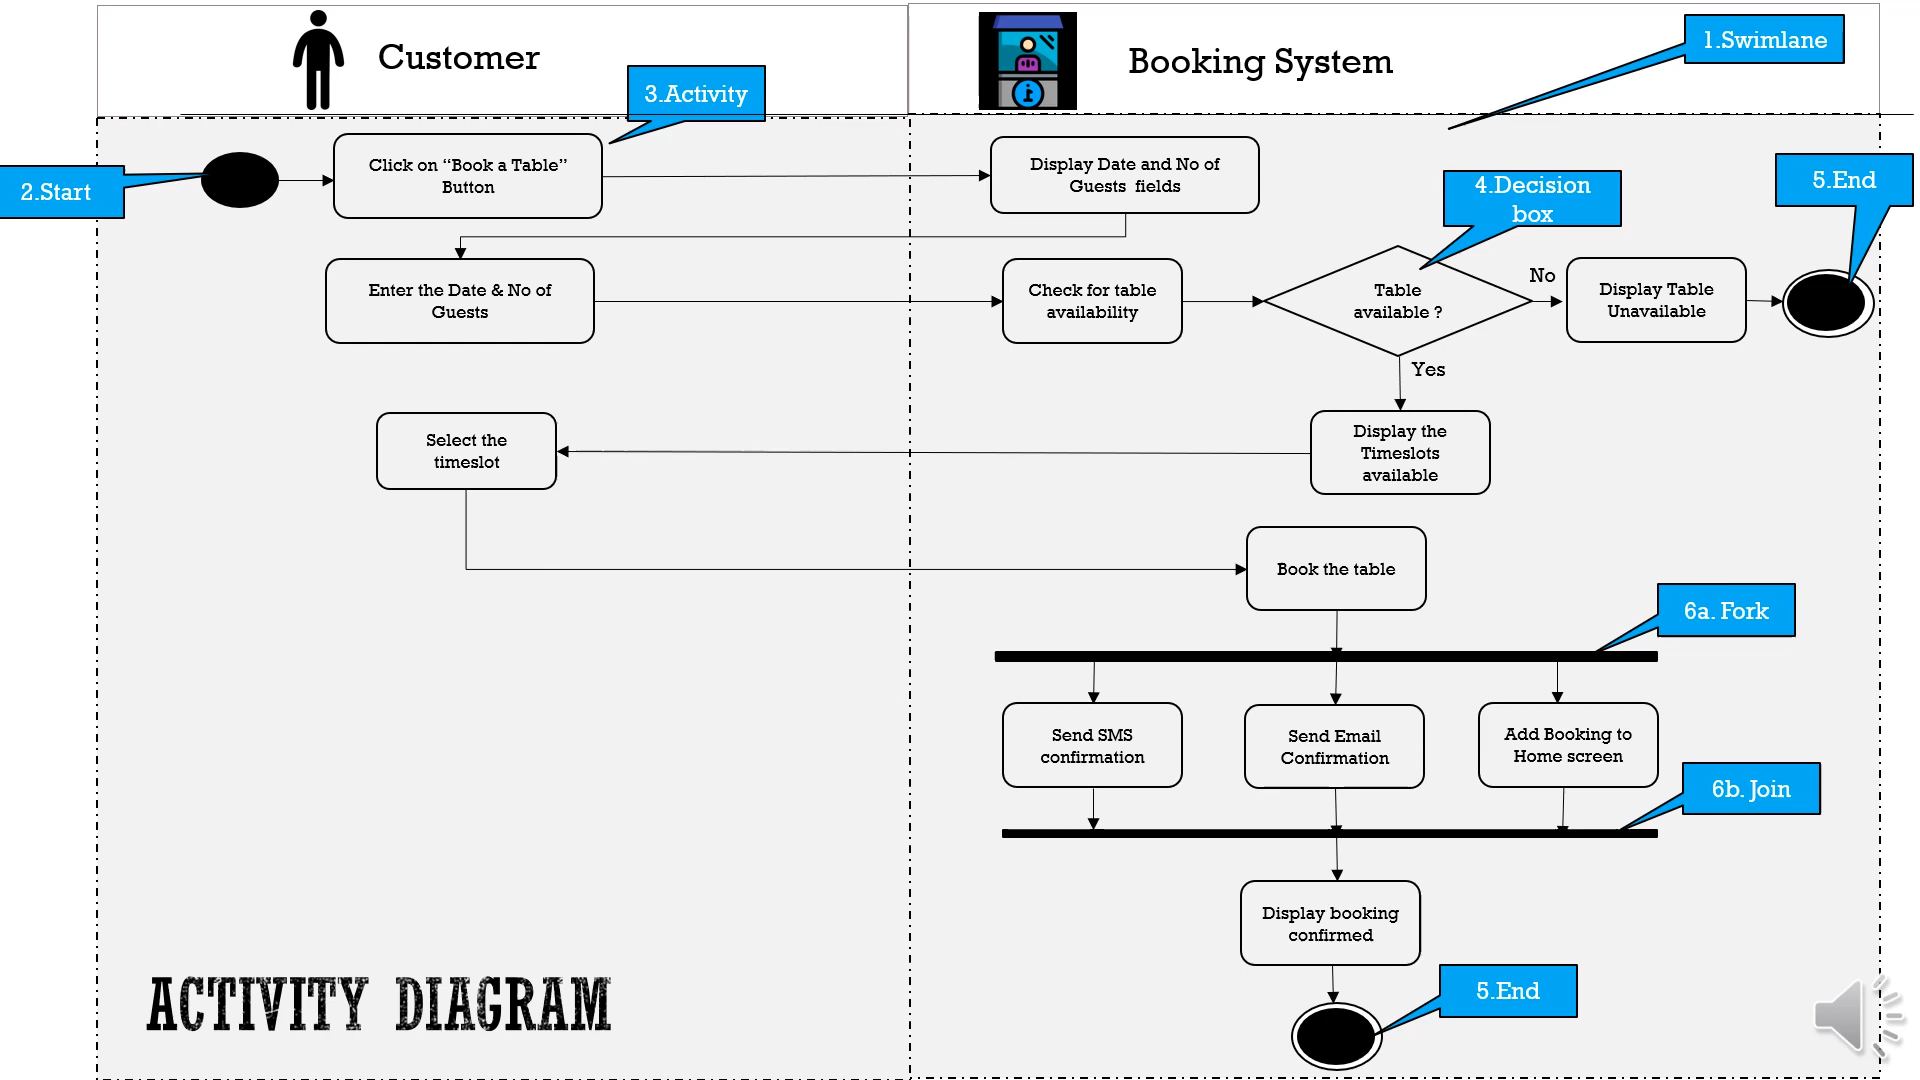 Customer
Booking System
1.Swimlane
3.Activity
Click on “Book a Table”
Button
Display Date and No of
Guests fields
2.Start
4.Decision
box
5.End
Enter the Date & No of
Guests
Check for table
availability
Table
available ?
No
Display Table
Unavailable
Yes
Select the
timeslot
Display the
Timeslots
available
Book the table
6a. Fork
Send SMS
confirmation
Send Email
Confirmation
Add Booking to
Home screen
6b. Join
Display booking
confirmed
ACTIVITY DIAGRAM
5.End